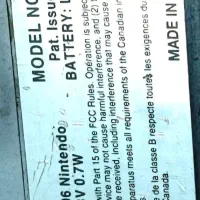 MODEL NO
Pat. Issue
BATTERY:
06 Nintendo
V 0.7W
with Part 15 of the FCC Rules. Operation is subject
vice may not cause harmful interference, and (2)
e received, including interference that may cause
aratus meets all requirements of the Canadian
de la classe B respecte toutes les exigences du
Canada.
MADE IN